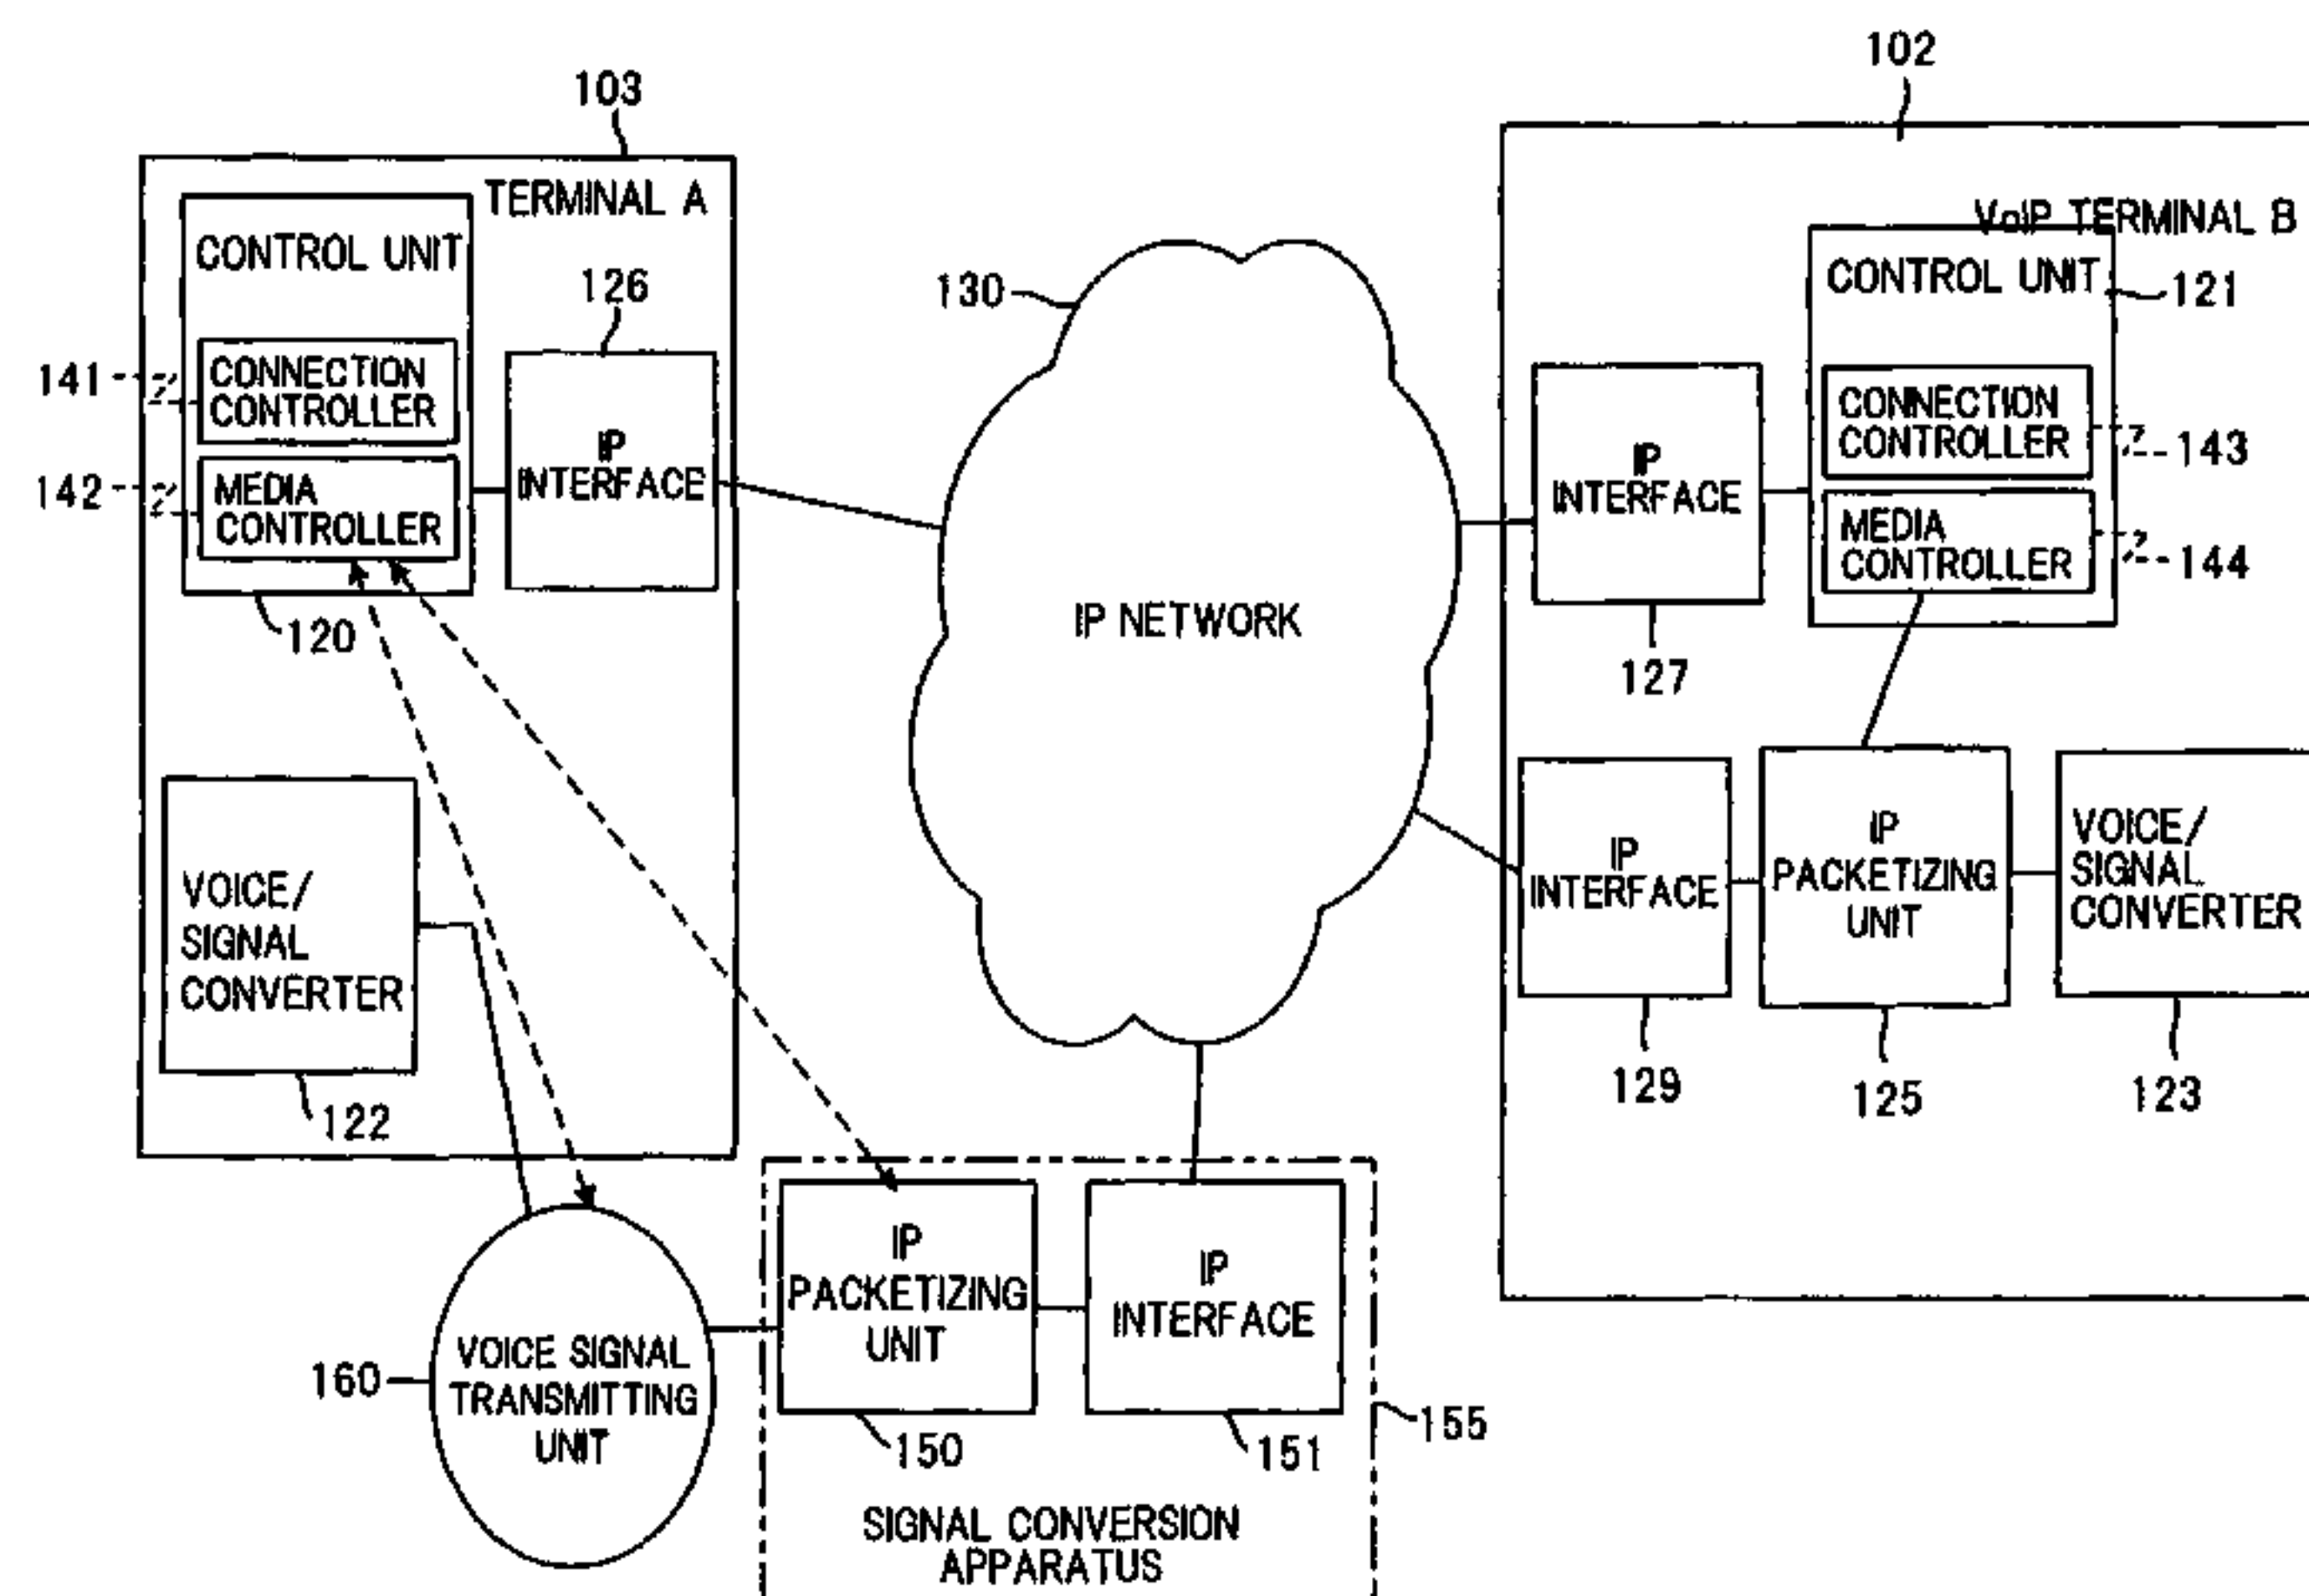 102
103
TERMINAL A
CONTROL UNIT
126
141
CONNECTION
CONTROLLER
142
MEDIA
CONTROLLER
IP
INTERFACE
120
VOICE/
SIGNAL
CONVERTER
122
130
IP NETWORK
VoIP TERMINAL B
CONTROL UNIT
121
IP
INTERFACE
CONNECTION
CONTROLLER
143
MEDIA
CONTROLLER
144
127
IP
INTERFACE
IP
PACKETIZING
UNIT
VOICE/
SIGNAL
CONVERTER
129
125
123
160
VOICE SIGNAL
TRANSMITTING
UNIT
IP
PACKETIZING
UNIT
IP
INTERFACE
150
151
155
SIGNAL CONVERSION
APPARATUS